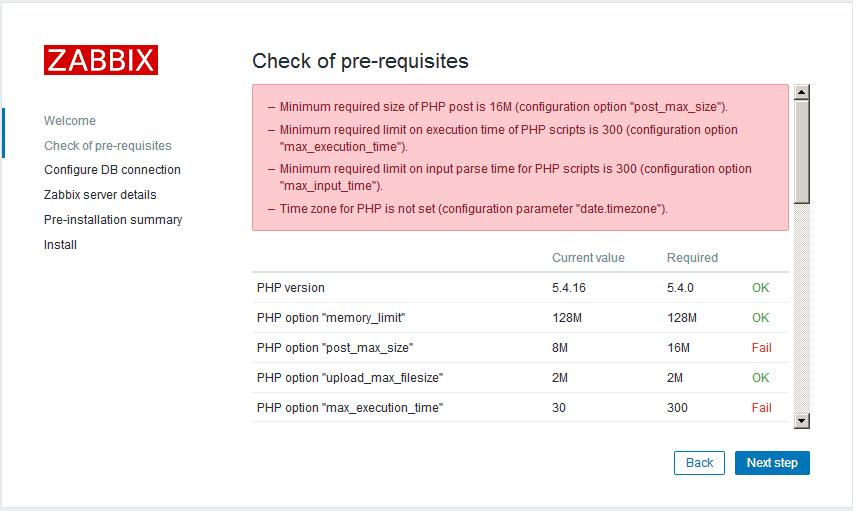 ZABBIX
Welcome
Check of pre-requisites
Configure DB connection
Zabbix server details
Pre-installation summary
Install
Check of pre-requisites
– Minimum required size of PHP post is 16M (configuration option "post_max_size").
– Minimum required limit on execution time of PHP scripts is 300 (configuration option
"max_execution_time").
– Minimum required limit on input parse time for PHP scripts is 300 (configuration option
"max_input_time").
– Time zone for PHP is not set (configuration parameter "date.timezone").
Current value Required
PHP version 5.4.16 5.4.0 OK
PHP option "memory_limit" 128M 128M OK
PHP option "post_max_size" 8M 16M Fail
PHP option "upload_max_filesize" 2M 2M OK
PHP option "max_execution_time" 30 300 Fail
Back Next step